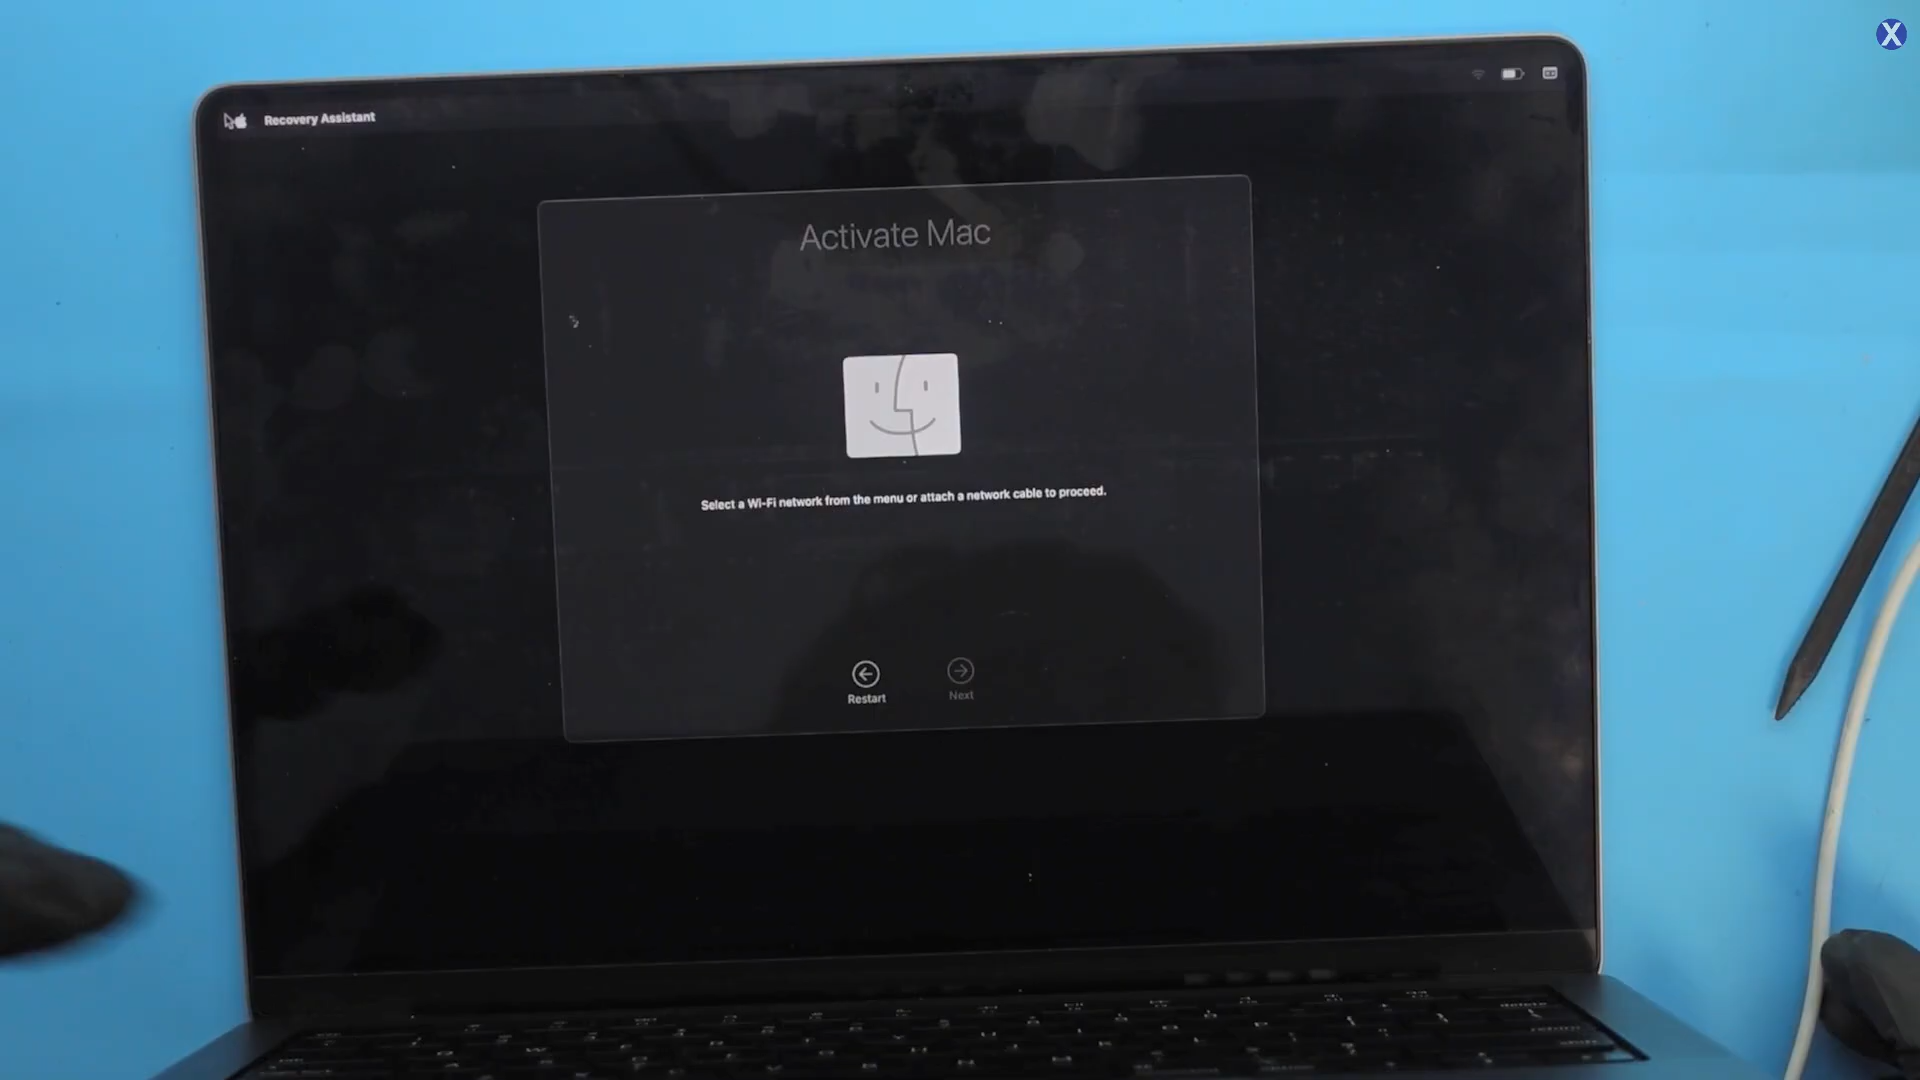 X
Recovery Assistant
Activate Mac
Select a Wi-Fi network from the menu or attach a network cable to proceed.
Restart
Next